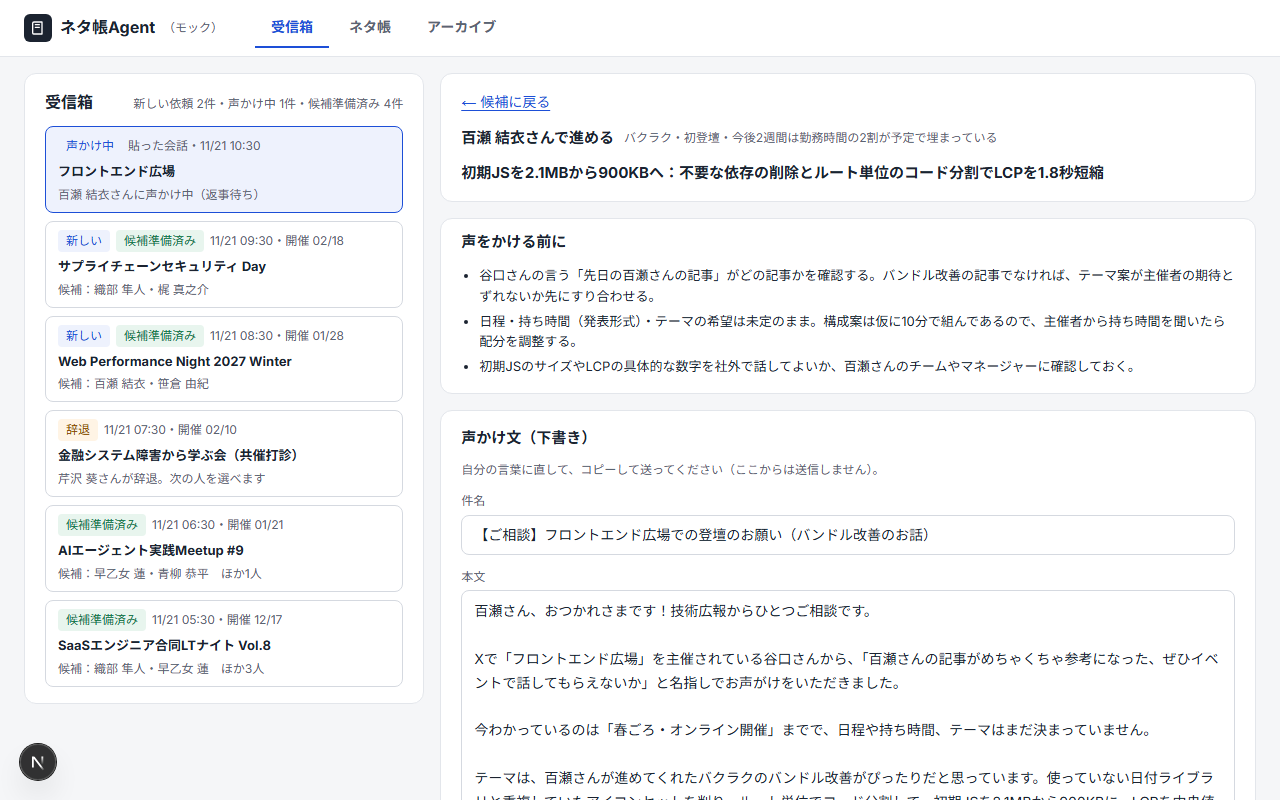 ネタ帳Agent （モック） 受信箱 ネタ帳 アーカイブ
受信箱 新しい依頼 2件・声かけ中 1件・候補準備済み 4件
声かけ中 貼った会話・11/21 10:30
フロントエンド広場
百瀬 結衣さんに声かけ中（返事待ち）
新しい 候補準備済み 11/21 09:30・開催 02/18
サプライチェーンセキュリティ Day
候補：織部 隼人・梶 真之介
新しい 候補準備済み 11/21 08:30・開催 01/28
Web Performance Night 2027 Winter
候補：百瀬 結衣・笹倉 由紀
辞退 11/21 07:30・開催 02/10
金融システム障害から学ぶ会（共催打診）
芹沢 葵さんが辞退。次の人を選べます
候補準備済み 11/21 06:30・開催 01/21
AIエージェント実践Meetup #9
候補：早乙女 蓮・青柳 恭平　ほか1人
候補準備済み 11/21 05:30・開催 12/17
SaaSエンジニア合同LTナイト Vol.8
候補：織部 隼人・早乙女 蓮　ほか3人
N
← 候補に戻る
百瀬 結衣さんで進める バクラク・初登壇・今後2週間は勤務時間の2割が予定で埋まっている
初期JSを2.1MBから900KBへ：不要な依存の削除とルート単位のコード分割でLCPを1.8秒短縮
声をかける前に
• 谷口さんの言う「先日の百瀬さんの記事」がどの記事かを確認する。バンドル改善の記事でなければ、テーマ案が主催者の期待と
ずれないか先にすり合わせる。
• 日程・持ち時間（発表形式）・テーマの希望は未定のまま。構成案は仮に10分で組んであるので、主催者から持ち時間を聞いたら
配分を調整する。
• 初期JSのサイズやLCPの具体的な数字を社外で話してよいか、百瀬さんのチームやマネージャーに確認しておく。
声かけ文（下書き）
自分の言葉に直して、コピーして送ってください（ここからは送信しません）。
件名
【ご相談】フロントエンド広場での登壇のお願い（バンドル改善のお話）
本文
百瀬さん、おつかれさまです！技術広報からひとつご相談です。
Xで「フロントエンド広場」を主催されている谷口さんから、「百瀬さんの記事がめちゃくちゃ参考になった、ぜひイベ
ントで話してもらえないか」と名指しでお声がけをいただきました。
今わかっているのは「春ごろ・オンライン開催」までで、日程や持ち時間、テーマはまだ決まっていません。
テーマは、百瀬さんが進めてくれたバクラクのバンドル改善がぴったりだと思っています。使っていない日付ライブラ